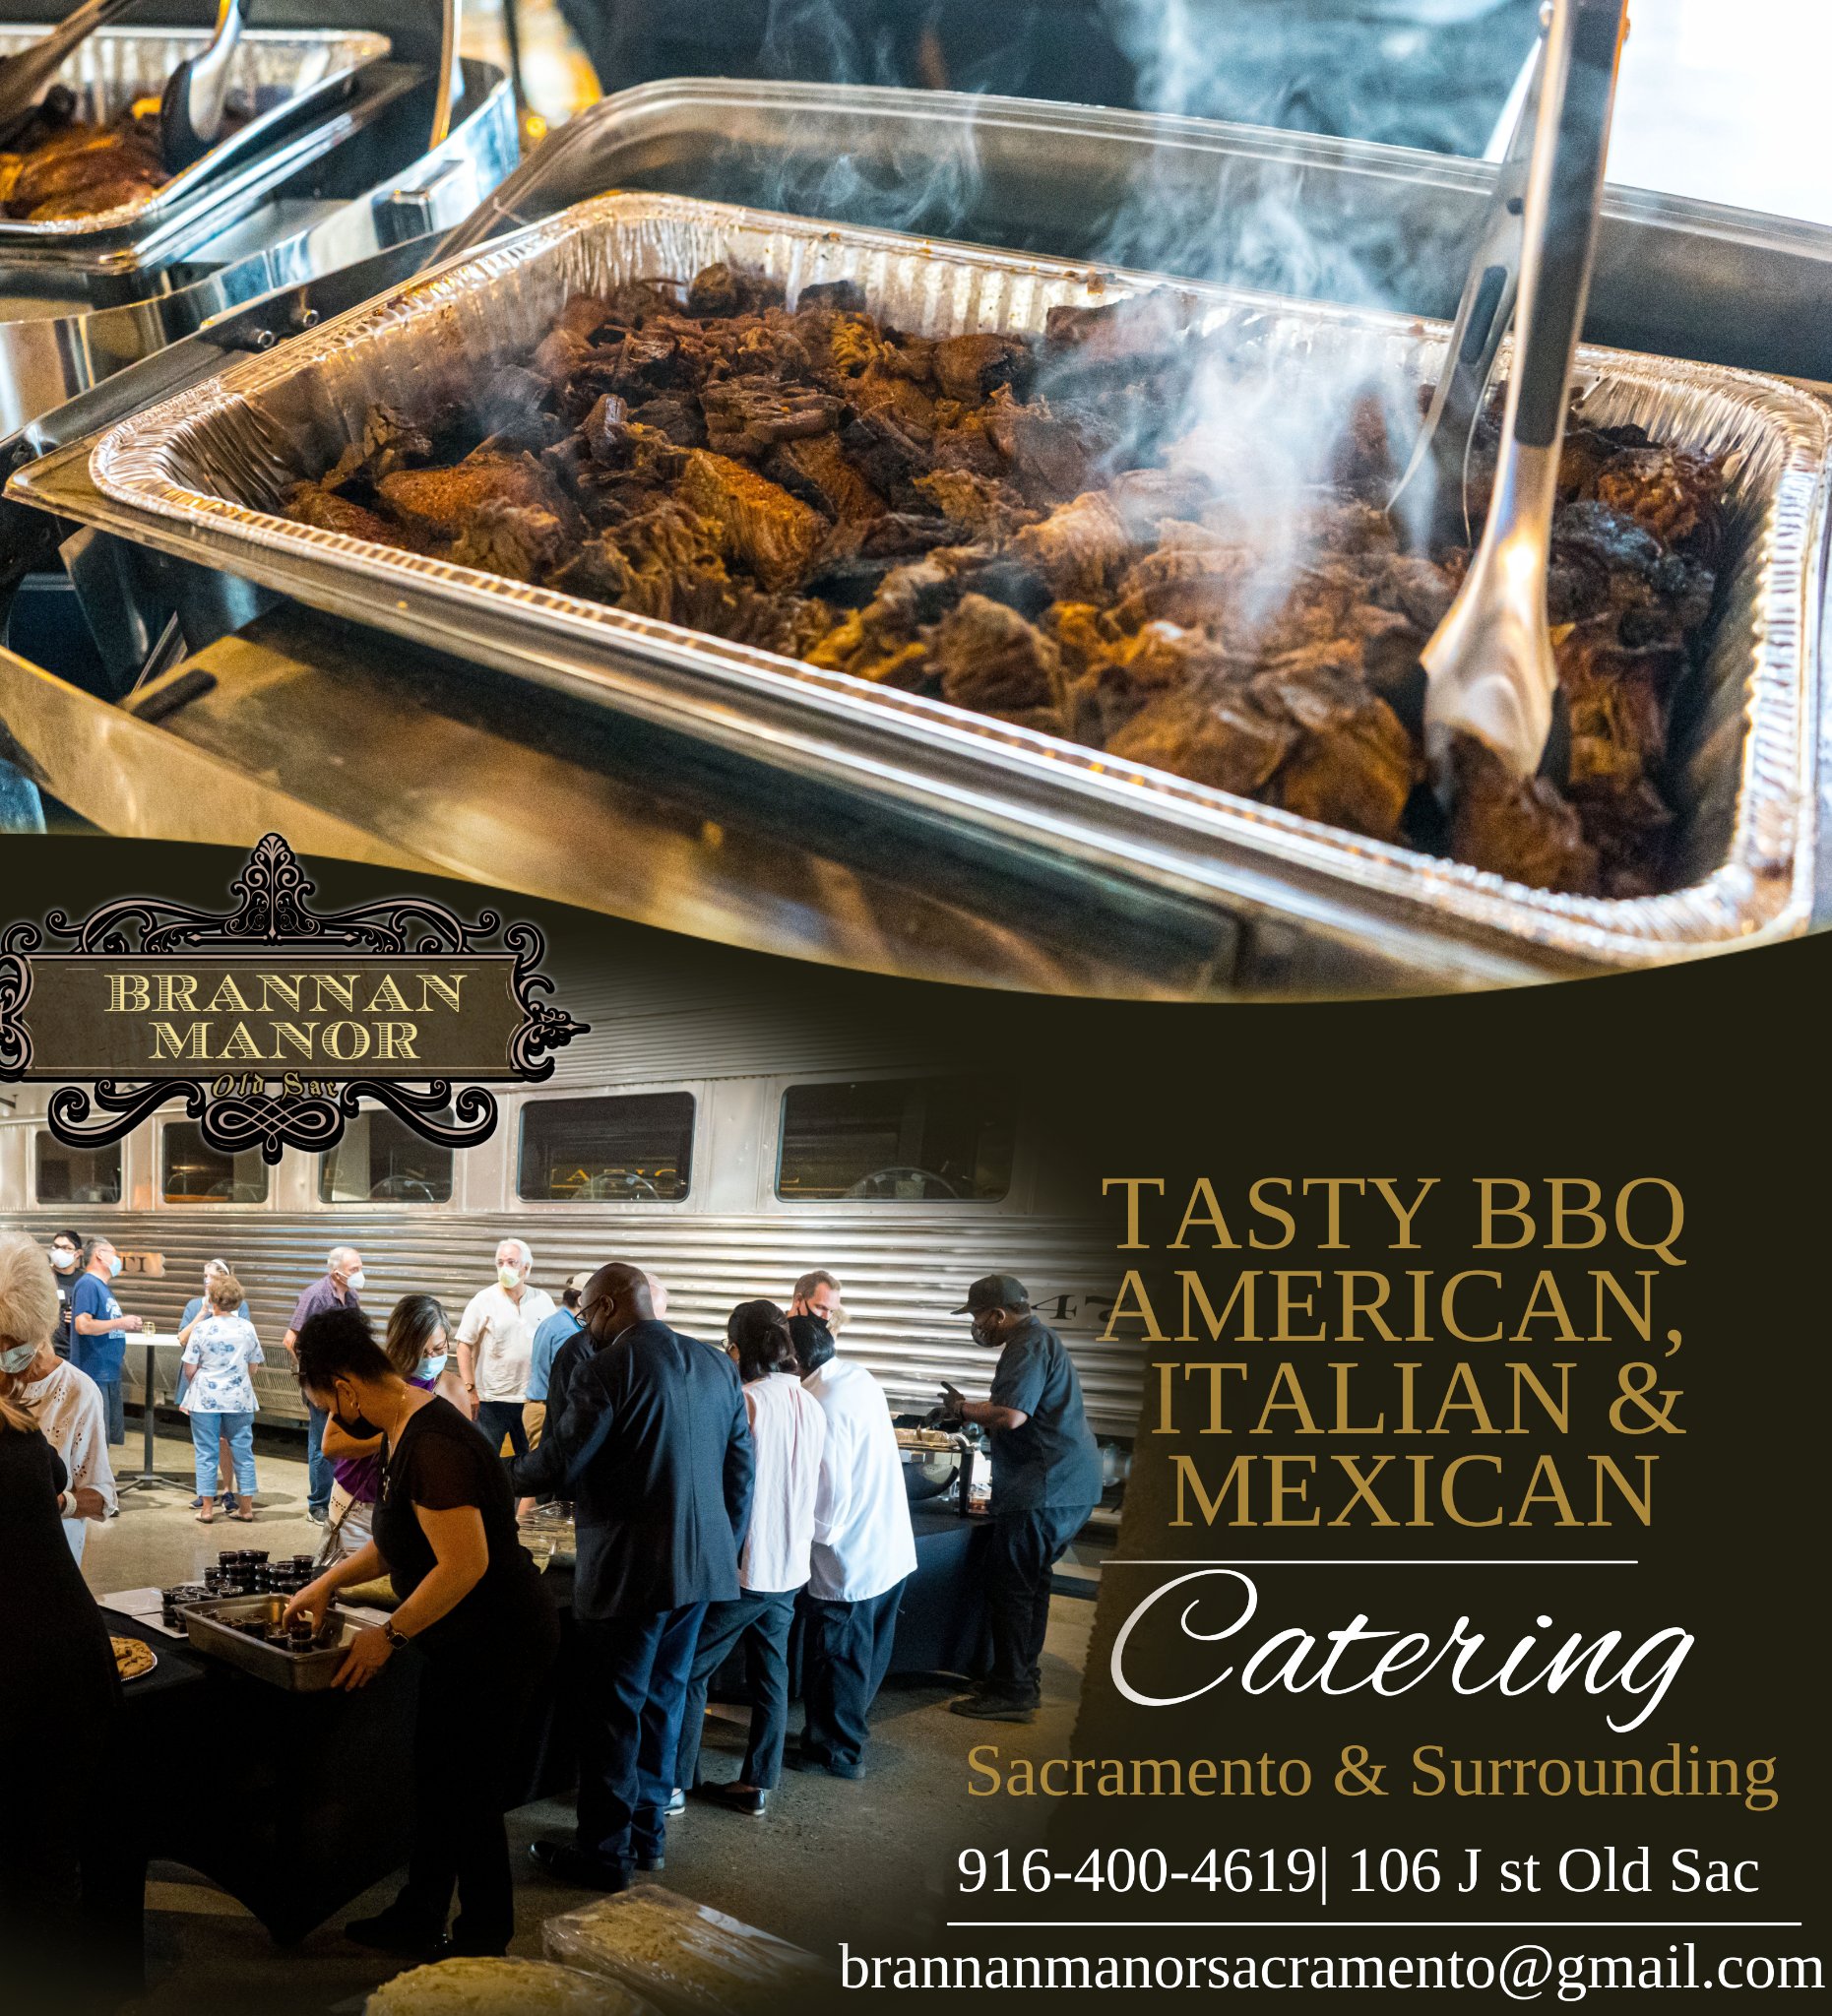 BRANNAN
MANOR
Old Sac
TASTY BBQ
AMERICAN,
ITALIAN &
MEXICAN
Catering
Sacramento & Surrounding
916-400-4619| 106 J st Old Sac
brannanmanorsacramento@gmail.com